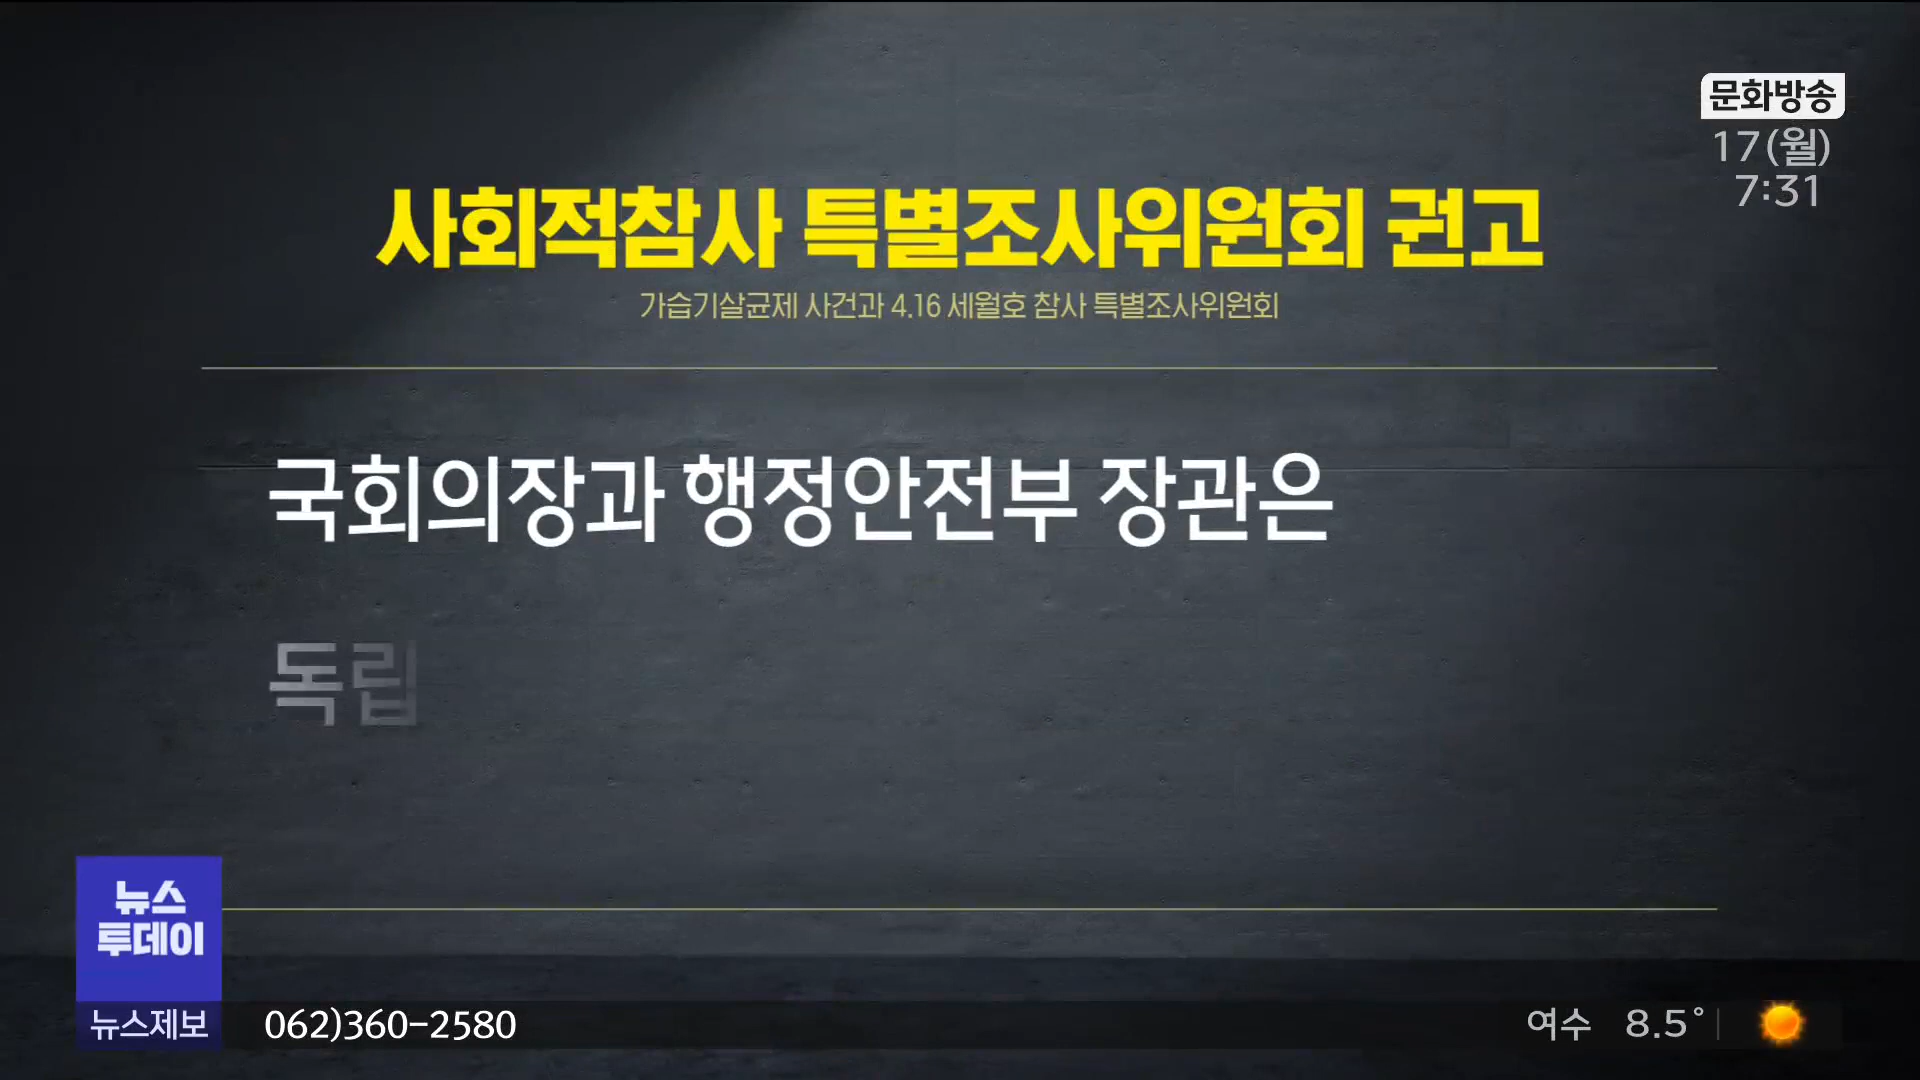 문화방송
17(월)
7:31
사회적참사 특별조사위원회 권고
가습기살균제 사건과 4.16 세월호 참사 특별조사위원회
국회의장과 행정안전부 장관은
독립
뉴스
투데이
뉴스제보 062)360-2580
여수 8.5°